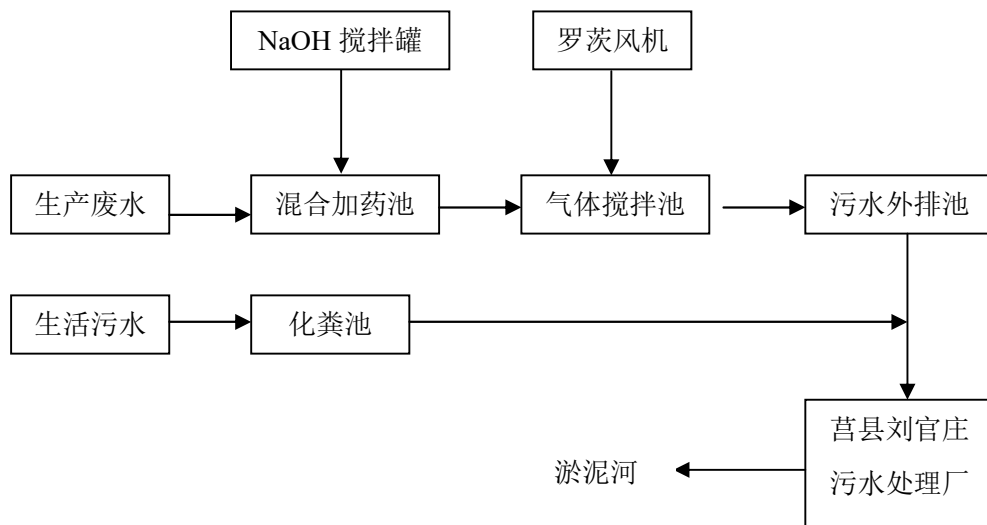 NaOH 搅拌罐
罗茨风机
生产废水
混合加药池
气体搅拌池
污水外排池
生活污水
化粪池
莒县刘官庄
污水处理厂
淤泥河